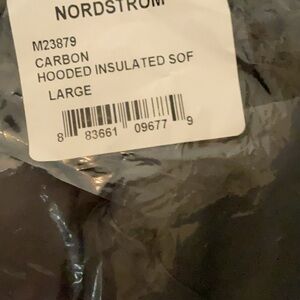 NORDSTROM
M23879
CARBON
HOODED INSULATED SOF
LARGE
8 83661 09677 9